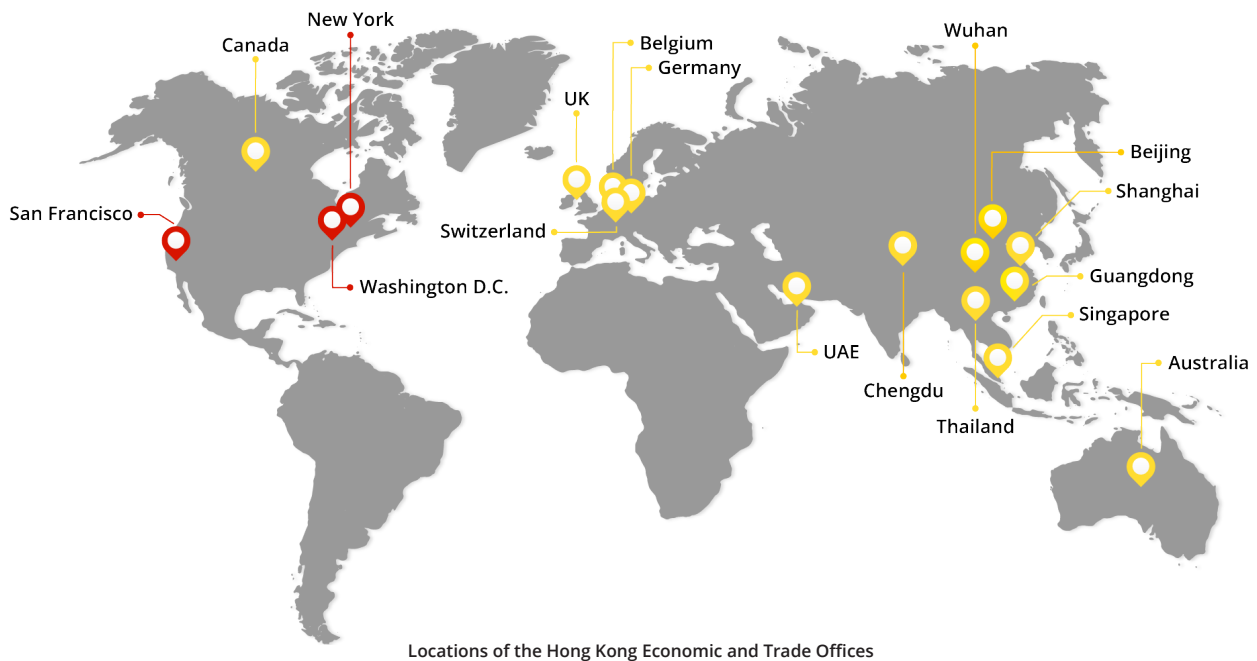 New York
Wuhan
Canada
Belgium
Germany
UK
Beijing
Shanghai
San Francisco
Switzerland
Guangdong
Washington D.C.
Singapore
UAE
Australia
Chengdu
Thailand
Locations of the Hong Kong Economic and Trade Offices